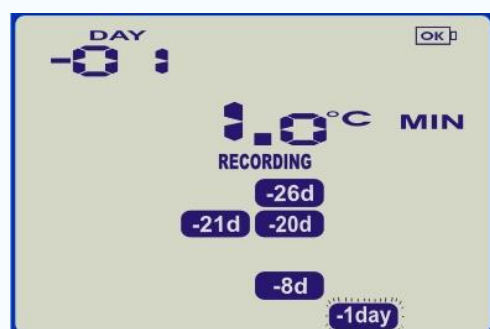 DAY
OK
-01
1.0°C MIN
RECORDING
-26d
-21d -20d
-8d
-1day